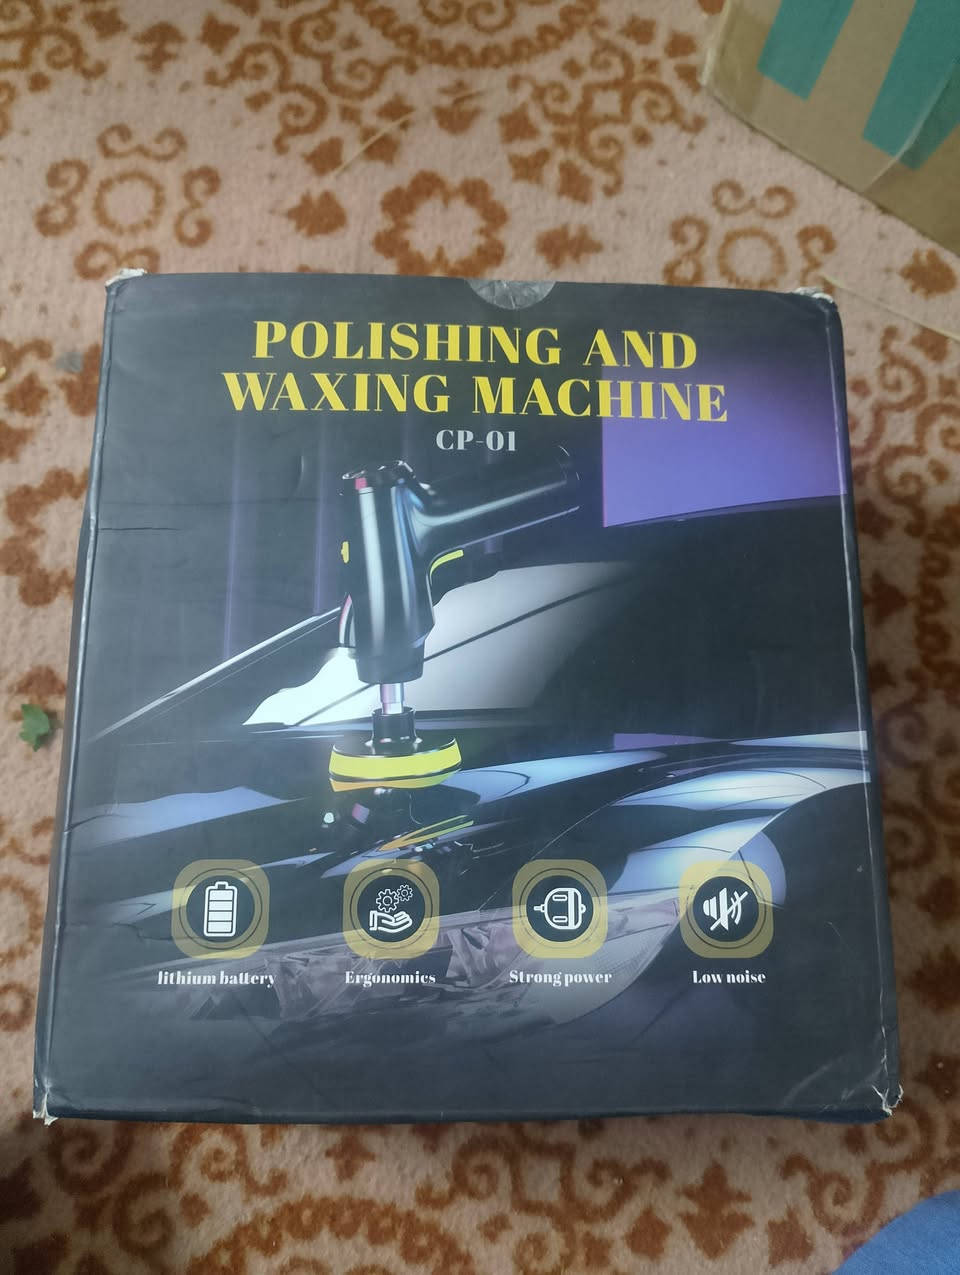 POLISHING AND
WAXING MACHINE
CP-01
lithium battery
Ergonomics
Strong power
Low noise